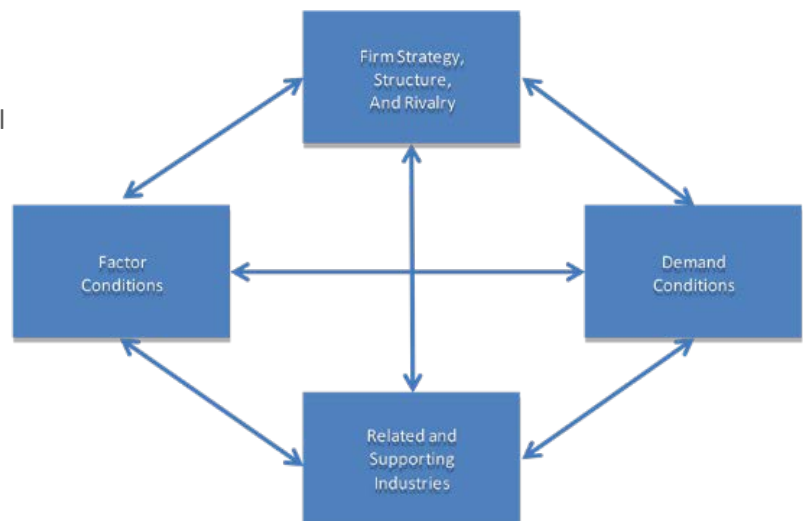 Firm Strategy,
Structure,
And Rivalry
l
Factor
Conditions
Demand
Conditions
Related and
Supporting
Industries